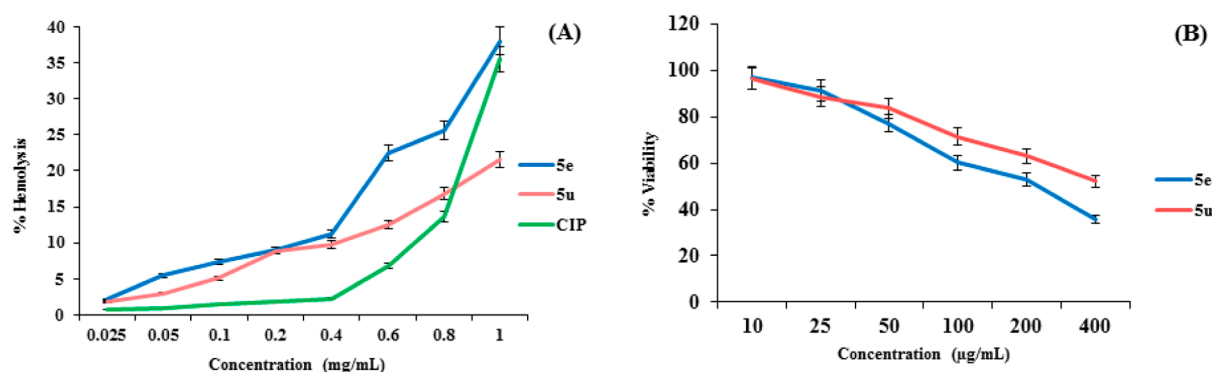 (A)
% Hemolysis
40
35
30
25
20
15
10
5
0
0.025 0.05 0.1 0.2 0.4 0.6 0.8 1
Concentration (mg/mL)
5e
5u
CIP
(B)
% Viability
120
100
80
60
40
20
0
10 25 50 100 200 400
Concentration (µg/mL)
5e
5u